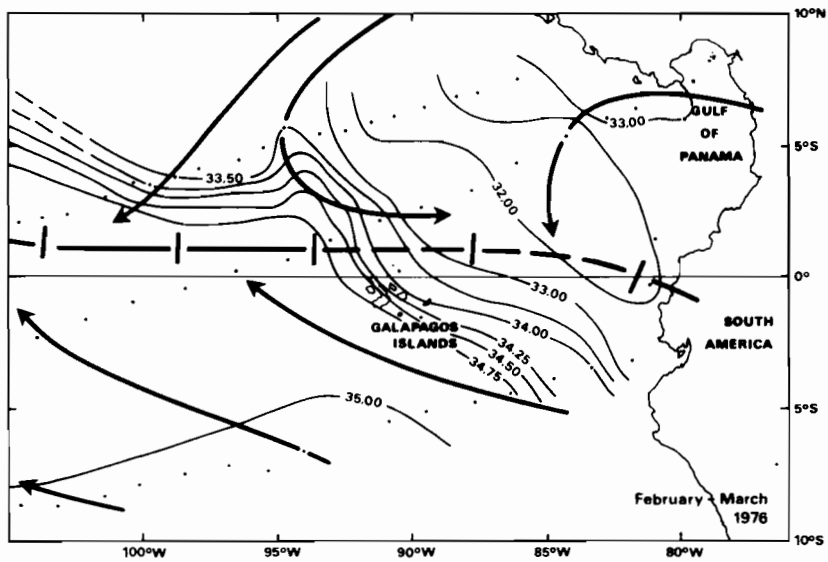 10°N
33.00
GULF
OF
PANAMA
5°S
33.50
32.00
0°
33.00
GALAPAGOS
ISLANDS
34.00
34.25
34.50
34.75
SOUTH
AMERICA
35.00
5°S
February - March
1976
10°S
100°W
95°W
90°W
85°W
80°W